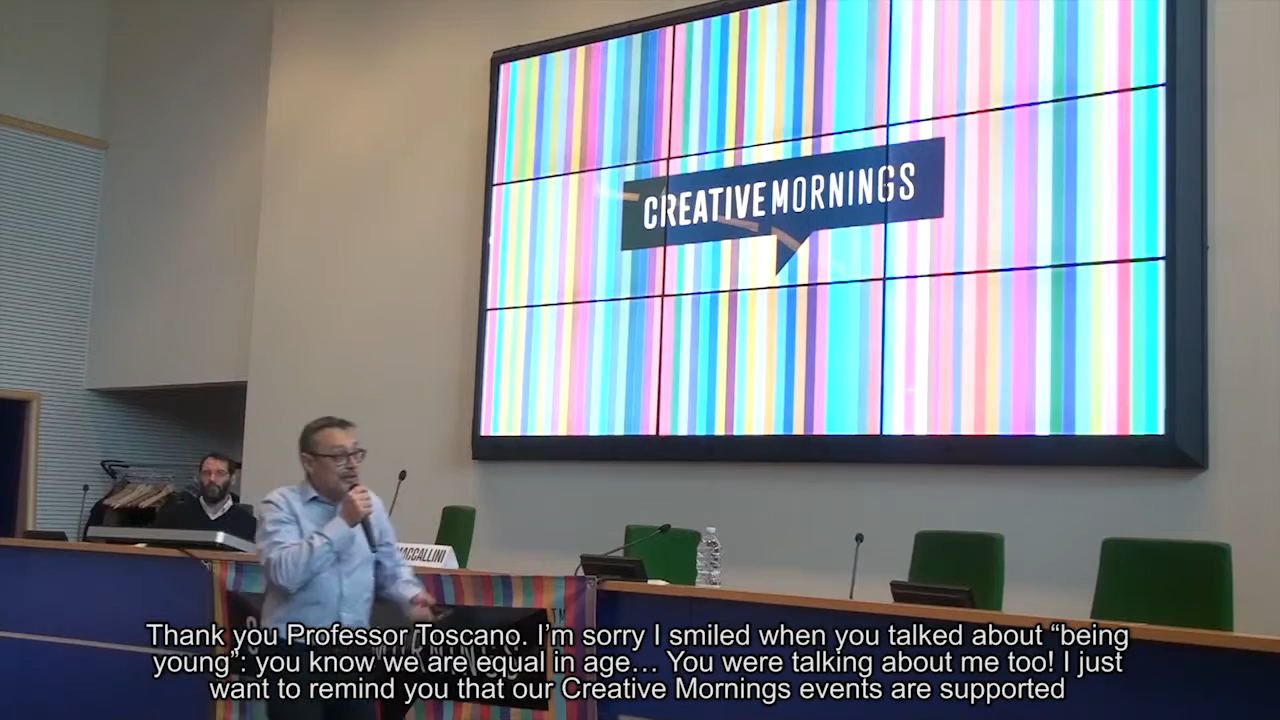 CREATIVEMORNINGS
MACCALLINI
MORNINGS
Thank you Professor Toscano. I'm sorry I smiled when you talked about “being
young”: you know we are equal in age... You were talking about me too! I just
want to remind you that our Creative Mornings events are supported